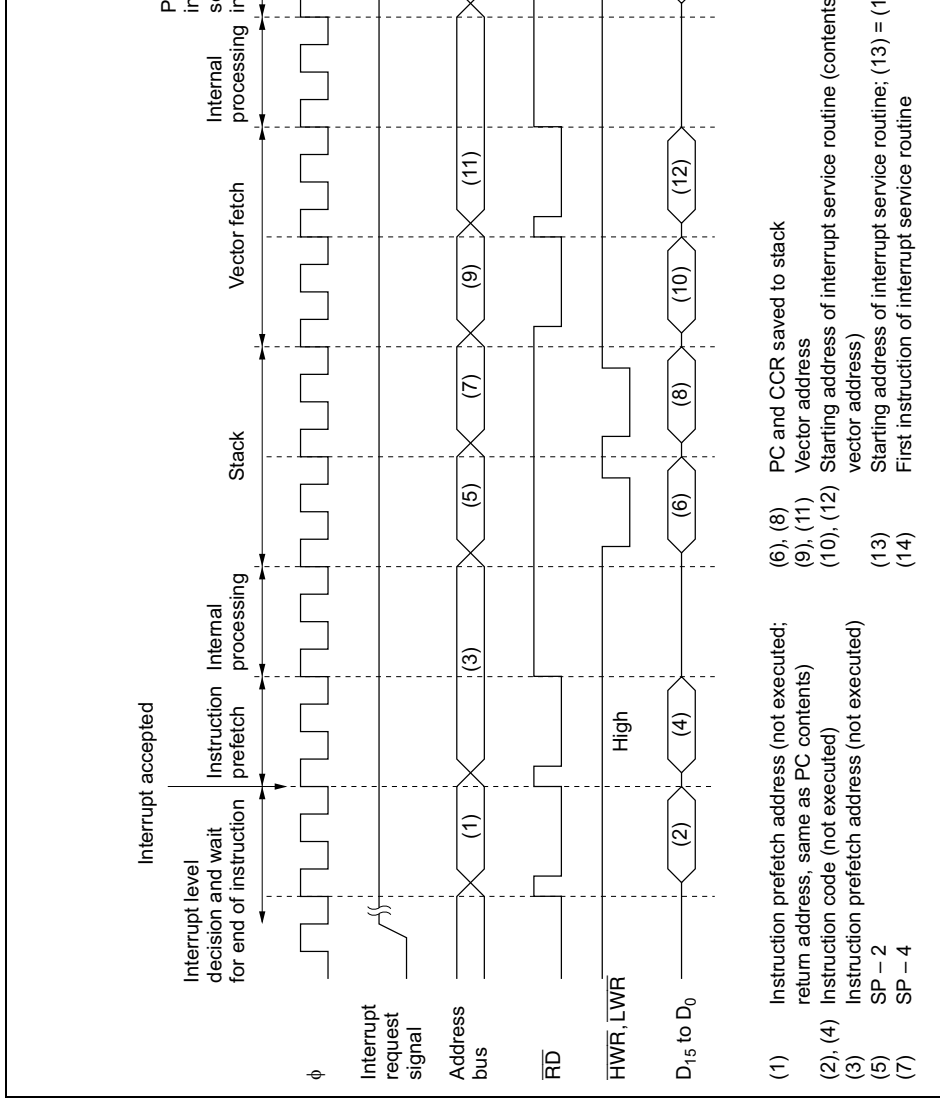 Interrupt accepted
Interrupt level
decision and wait
for end of instruction
Instruction
prefetch
Internal
processing
Stack
Vector fetch
Internal
processing
φ
Interrupt
request
signal
Address
bus
(1)
(3)
(5)
(7)
(9)
(11)
RD
HWR, LWR
High
D15 to D0
(2)
(4)
(6)
(8)
(10)
(12)
(1) Instruction prefetch address (not executed;
return address, same as PC contents)
(2), (4) Instruction code (not executed)
(3) Instruction prefetch address (not executed)
(5) SP – 2
(7) SP – 4
(6), (8) PC and CCR saved to stack
(9), (11) Vector address
(10), (12) Starting address of interrupt service routine (contents
vector address)
(13) Starting address of interrupt service routine; (13) = (1
(14) First instruction of interrupt service routine